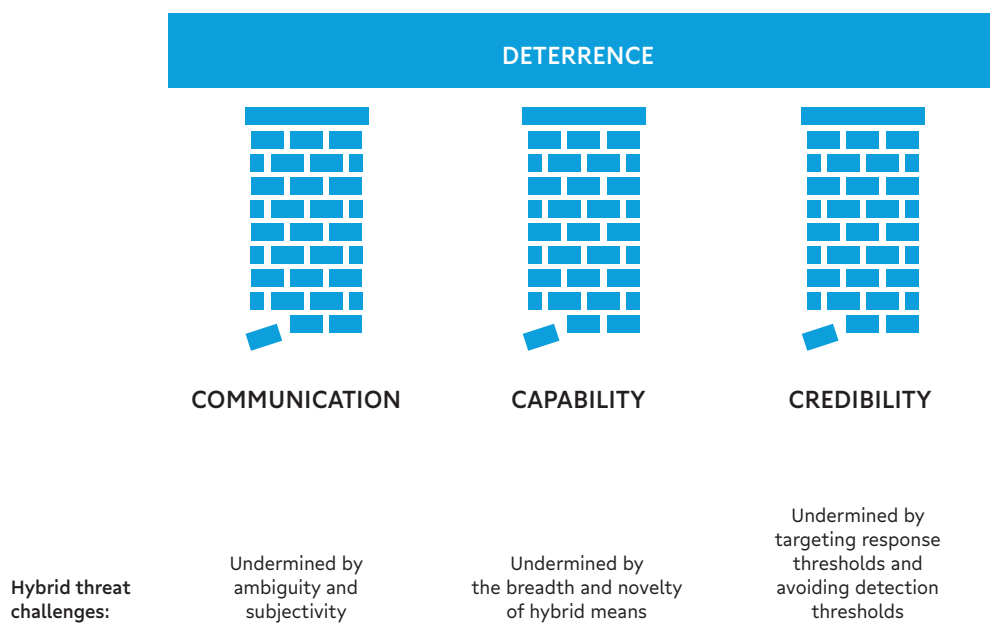 DETERRENCE
COMMUNICATION
CAPABILITY
CREDIBILITY
Hybrid threat
challenges:
Undermined by
ambiguity and
subjectivity
Undermined by
the breadth and novelty
of hybrid means
Undermined by
targeting response
thresholds and
avoiding detection
thresholds